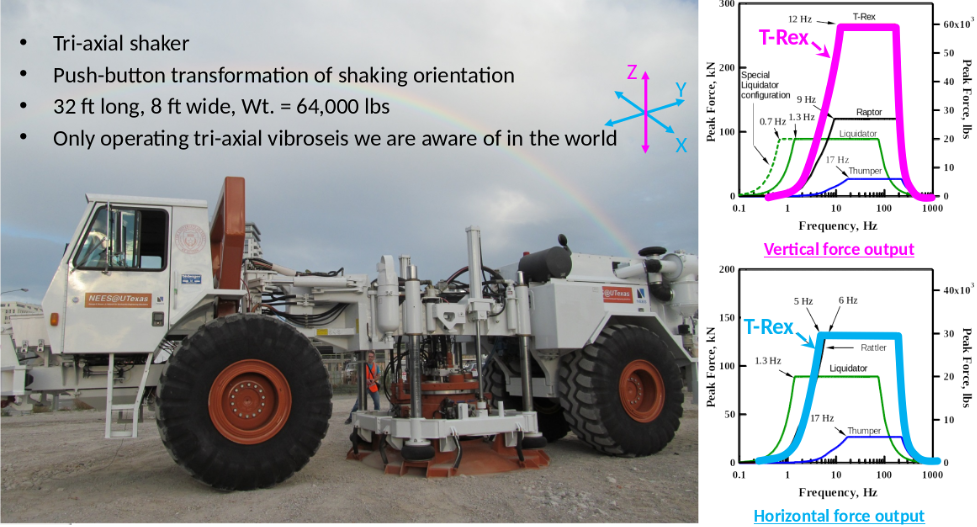 • Tri-axial shaker
• Push-button transformation of shaking orientation
• 32 ft long, 8 ft wide, Wt. = 64,000 lbs
• Only operating tri-axial vibroseis we are aware of in the world
Z
Y
X
NEES@UTexas
@UTexas
300
200
100
0
Peak Force, kN
60x10³
50
40
30
20
10
0
Peak Force, lbs
12 Hz
T-Rex
T-Rex
Special
Liquidator
configuration
9 Hz
Raptor
0.7 Hz
1.3 Hz
Liquidator
17 Hz
Thumper
0.1
1
10
100
1000
Frequency, Hz
Vertical force output
200
150
100
50
0
Peak Force, kN
40x10³
30
20
10
0
Peak Force, lbs
5 Hz
6 Hz
T-Rex
Rattler
1.3 Hz
Liquidator
17 Hz
Thumper
0.1
1
10
100
1000
Frequency, Hz
Horizontal force output